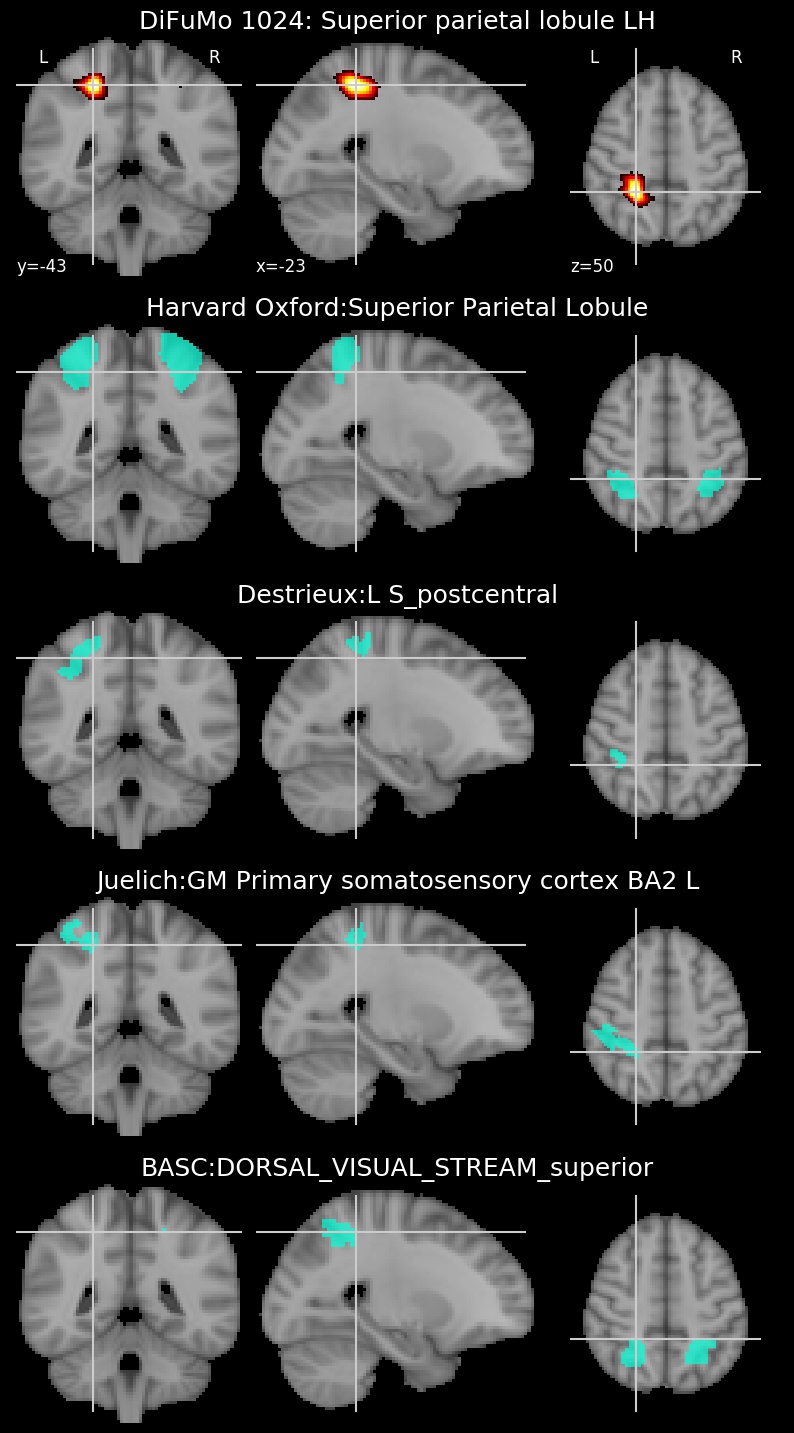 DiFuMo 1024: Superior parietal lobule LH
L R L R
y=-43 x=-23 z=50
Harvard Oxford:Superior Parietal Lobule
Destrieux:L S_postcentral
Juelich:GM Primary somatosensory cortex BA2 L
BASC:DORSAL_VISUAL_STREAM_superior